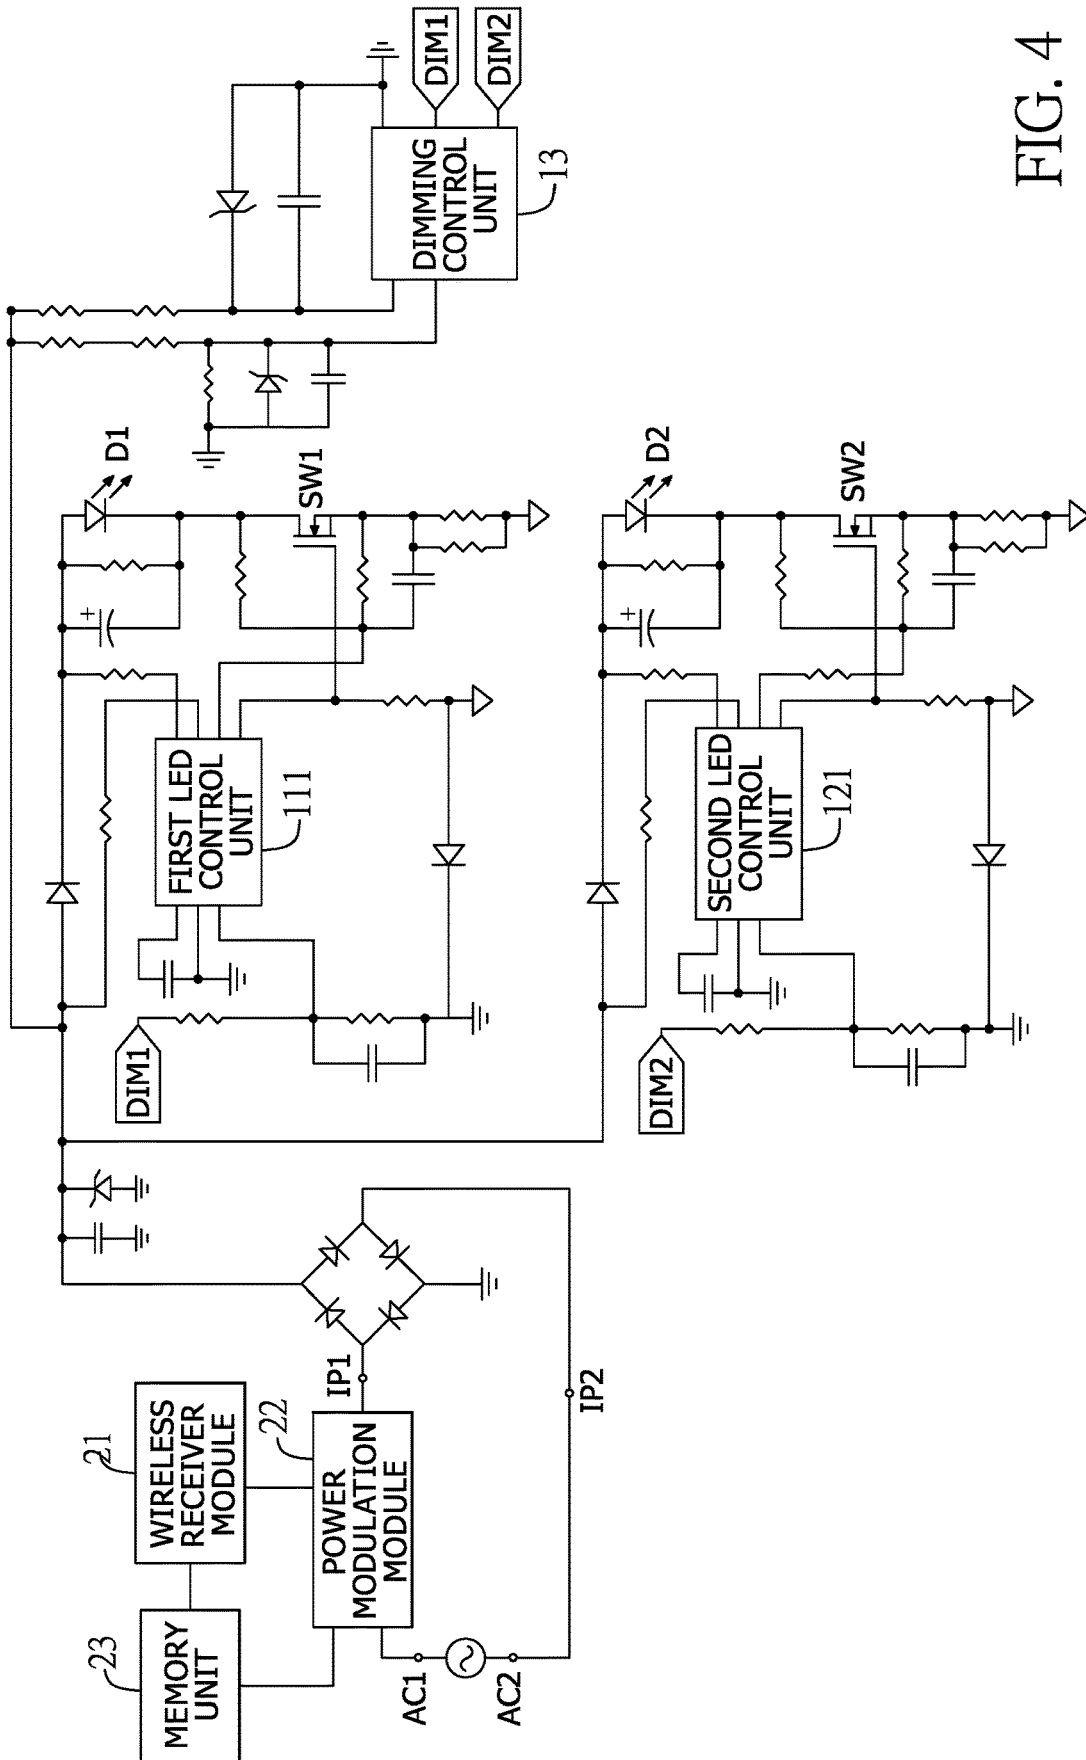 MEMORY
UNIT
23
WIRELESS
RECEIVER
MODULE
21
POWER
MODULATION
MODULE
22
AC1
AC2
IP1
IP2
DIM1
FIRST LED
CONTROL
UNIT
111
D1
SW1
DIM2
SECOND LED
CONTROL
UNIT
121
D2
SW2
+
+
DIMMING
CONTROL
UNIT
13
DIM1
DIM2
FIG. 4